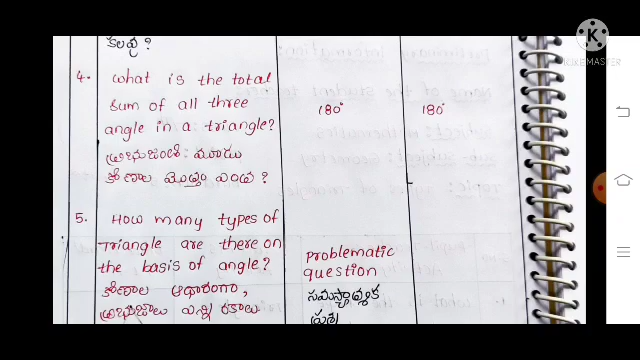 కలవు?
4. What is the total
sum of all three 180° 180°
angle in a triangle?
త్రిభుజంలో మూడు
కోణాల మొత్తం ఎంత?
5. How many types of
Triangle are there on
the basis of angle? problematic
question
కోణాల ఆధారంగా, సమస్యాత్మక
త్రిభుజాలు ఎన్ని రకాలు ప్రశ్న
KINEMASTER